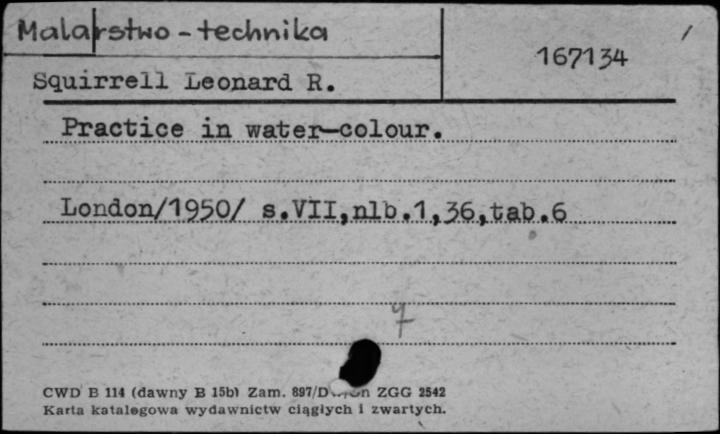 Malarstwo - technika
167134
Squirrell Leonard R.
Practice in water-colour.
London/1950/ s.VII,nlb.1,36,tab.6
7
CWD B 114 (dawny B 15b) Zam. 897/D ZGG 2542
Karta katalogowa wydawnictw ciągłych i zwartych.